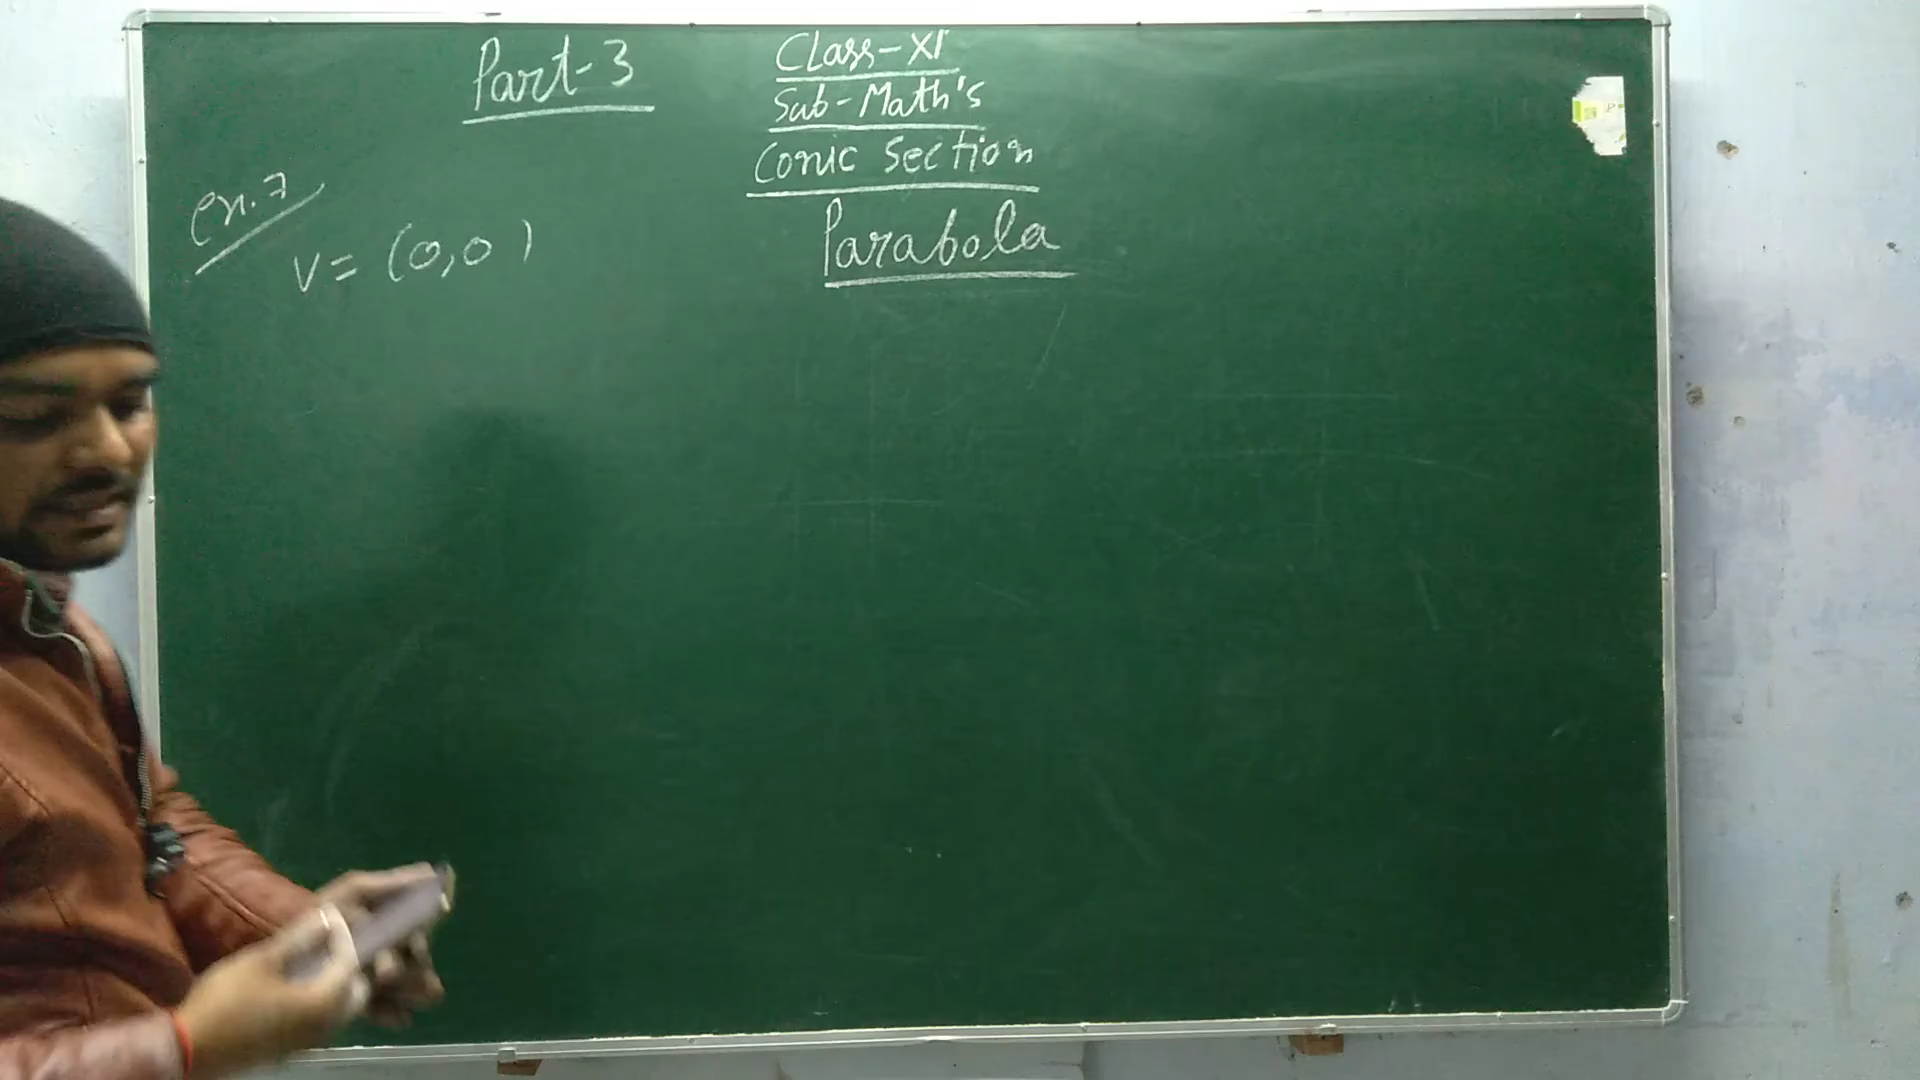 Part-3
Class-XI
Sub-Math's
Conic Section
Parabola
ex.7
V = (0,0)